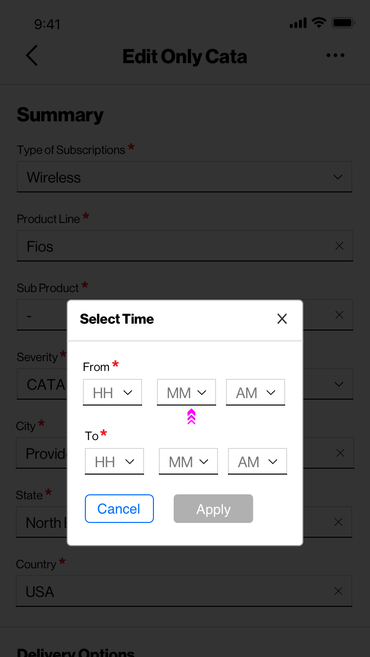 9:41
Edit Only Cata
Summary
Type of Subscriptions *
Wireless
Product Line *
Fios
Sub Product *
-
Select Time
Severity *
From *
CATA
HH MM AM
City *
To *
Provid
HH MM AM
State *
Cancel Apply
North
Country *
USA
Delivery Options